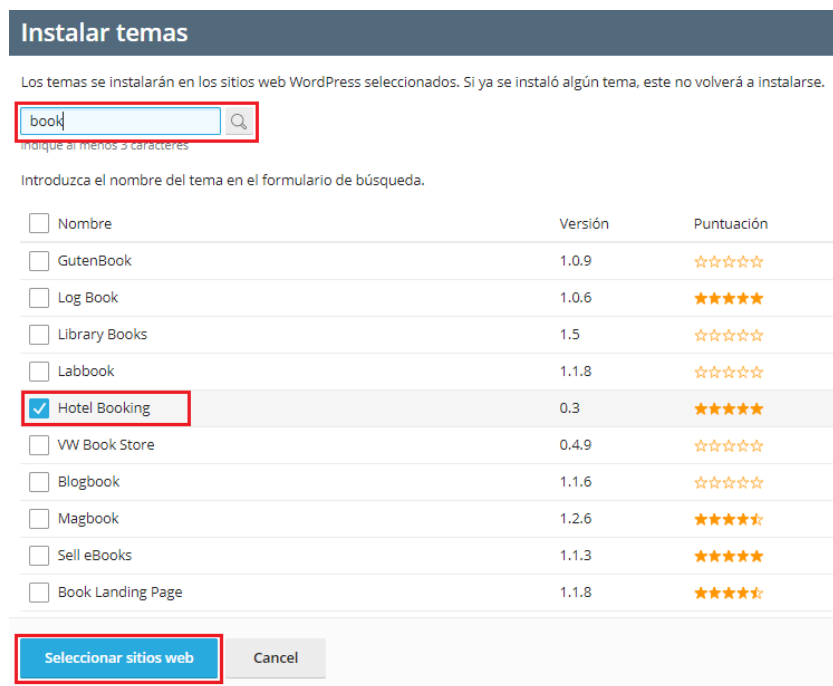 Instalar temas
Los temas se instalarán en los sitios web WordPress seleccionados. Si ya se instaló algún tema, este no volverá a instalarse.
book
Indique al menos 3 caracteres
Introduzca el nombre del tema en el formulario de búsqueda.
Nombre Versión Puntuación
GutenBook 1.0.9
Log Book 1.0.6
Library Books 1.5
Labbook 1.1.8
Hotel Booking 0.3
VW Book Store 0.4.9
Blogbook 1.1.6
Magbook 1.2.6
Sell eBooks 1.1.3
Book Landing Page 1.1.8
Seleccionar sitios web Cancel